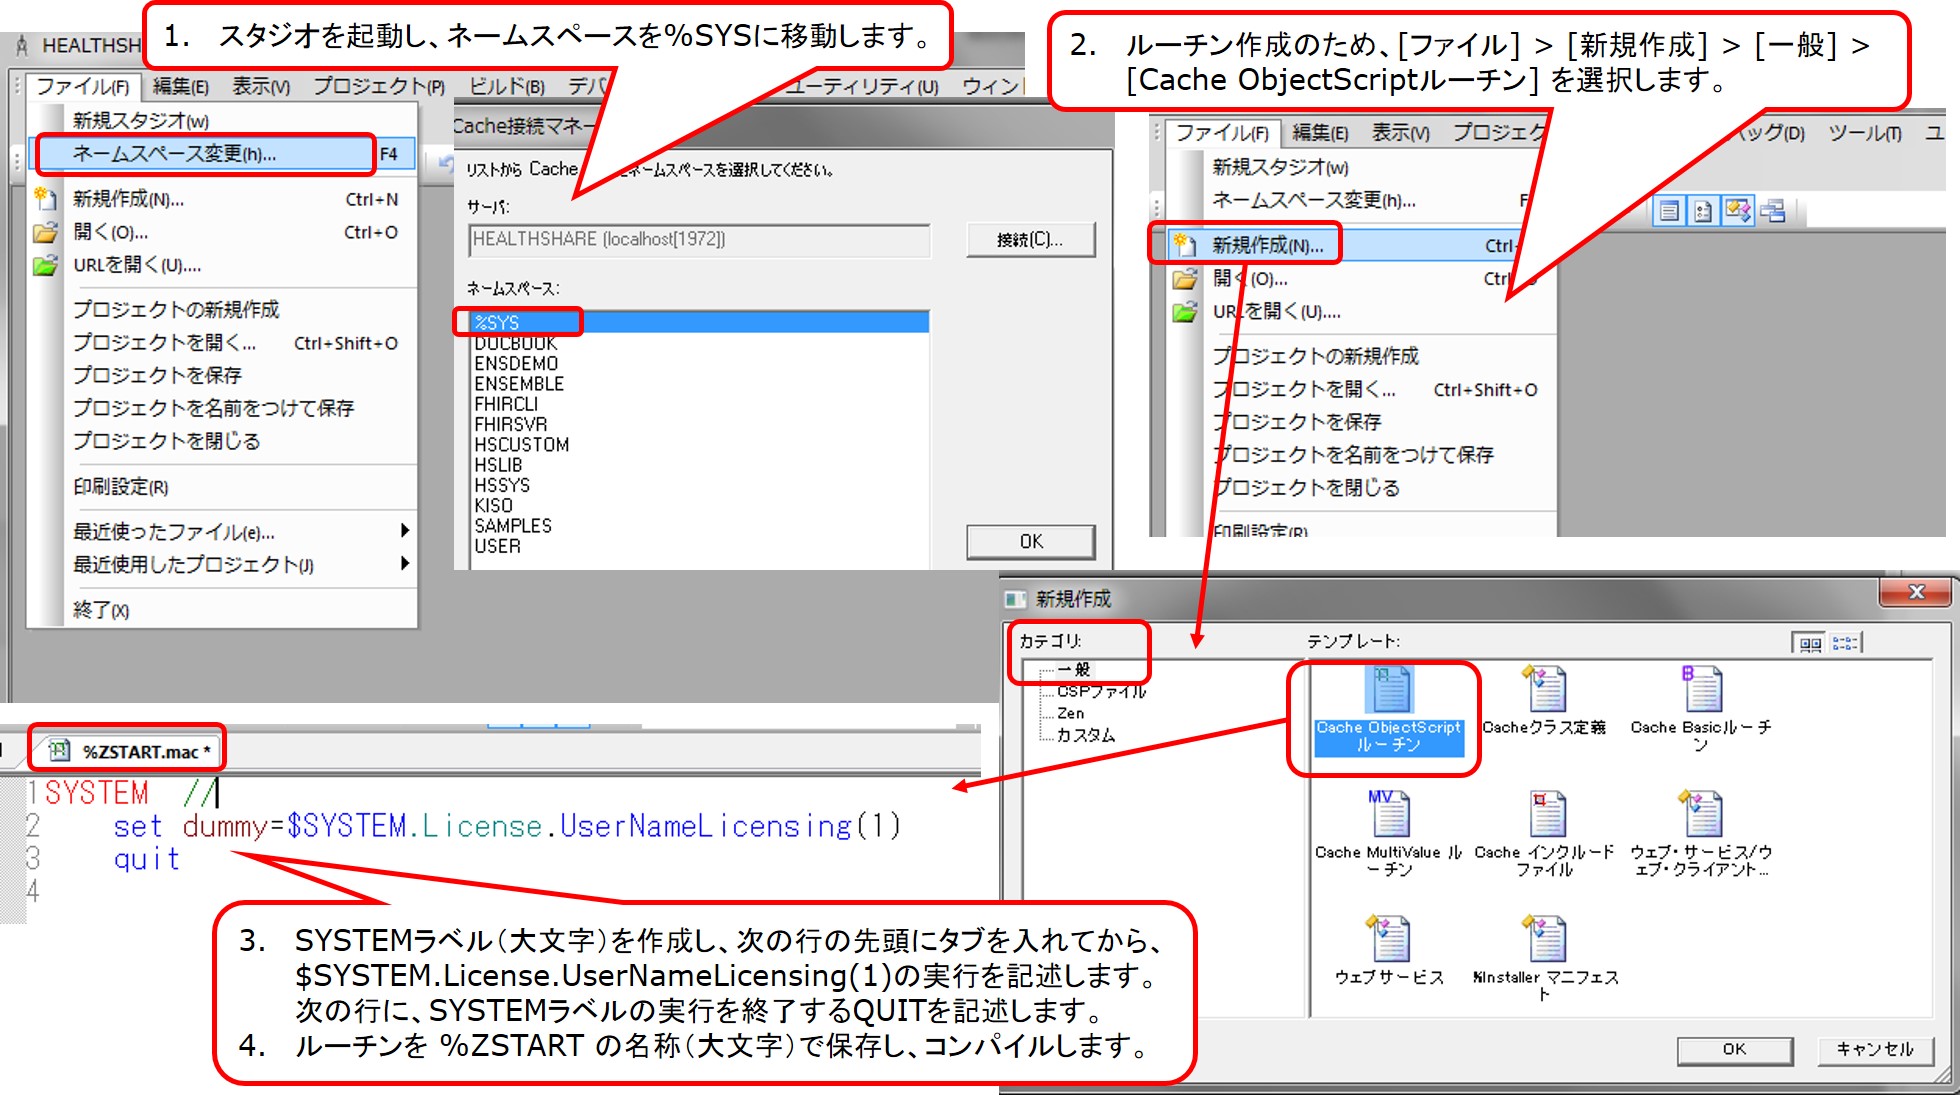 1. スタジオを起動し、ネームスペースを%SYSに移動します。
2. ルーチン作成のため、[ファイル] > [新規作成] > [一般] >
[Cache ObjectScriptルーチン] を選択します。
HEALTHSH
ファイル(F) 編集(E) 表示(V) プロジェクト(P) ビルド(B) デバ ユーティリティ(U) ウィン
新規スタジオ(w)
ネームスペース変更(h)... F4
新規作成(N)... Ctrl+N
開く(O)... Ctrl+O
URLを開く(U)....
プロジェクトの新規作成
プロジェクトを開く... Ctrl+Shift+O
プロジェクトを保存
プロジェクトを名前をつけて保存
プロジェクトを閉じる
印刷設定(R)
最近使ったファイル(e)...
最近使用したプロジェクト(J)
終了(X)
Cache接続マネー
リストから Cache ネームスペースを選択してください。
サーバ:
HEALTHSHARE (localhost[1972])
接続(C)...
ネームスペース:
%SYS
DOCBOOK
ENSDEMO
ENSEMBLE
FHIRCLI
FHIRSVR
HSCUSTOM
HSLIB
HSSYS
KISO
SAMPLES
USER
OK
ファイル(F) 編集(E) 表示(V) プロジェク バッグ(D) ツール(T) ユ
新規スタジオ(w)
ネームスペース変更(h)... F
新規作成(N)... Ctrl
開く(O)... Ctrl
URLを開く(U)....
プロジェクトの新規作成
プロジェクトを開く... Ctrl+Shift+O
プロジェクトを保存
プロジェクトを名前をつけて保存
プロジェクトを閉じる
印刷設定(R)
新規作成
カテゴリ:
一般
CSPファイル
Zen
カスタム
テンプレート:
Cache ObjectScript
ルーチン
Cacheクラス定義
Cache Basicルーチ
ン
Cache MultiValue ル
ーチン
Cache インクルード
ファイル
ウェブ・サービス/ウ
ェブ・クライアント...
ウェブサービス
%Installer マニフェス
ト
OK
キャンセル
%ZSTART.mac *
1 SYSTEM //
2 set dummy=$SYSTEM.License.UserNameLicensing(1)
3 quit
4
3. SYSTEMラベル(大文字)を作成し、次の行の先頭にタブを入れてから、
$SYSTEM.License.UserNameLicensing(1)の実行を記述します。
次の行に、SYSTEMラベルの実行を終了するQUITを記述します。
4. ルーチンを %ZSTART の名称(大文字)で保存し、コンパイルします。